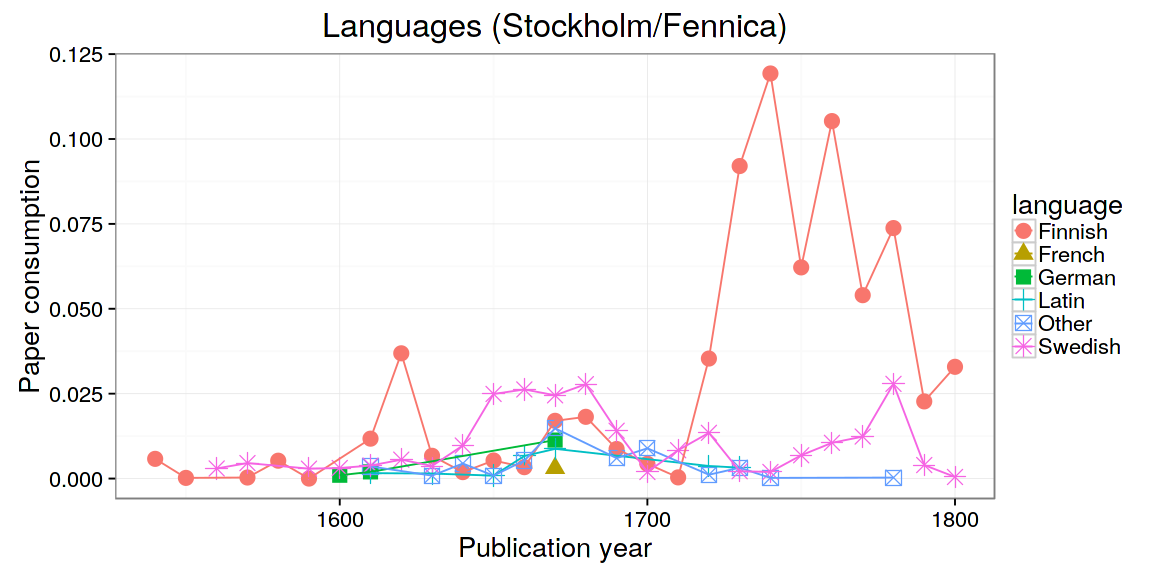 Languages (Stockholm/Fennica)
0.125
0.100
0.075
0.050
0.025
0.000
Paper consumption
1600 1700 1800
Publication year
language
Finnish
French
German
Latin
Other
Swedish